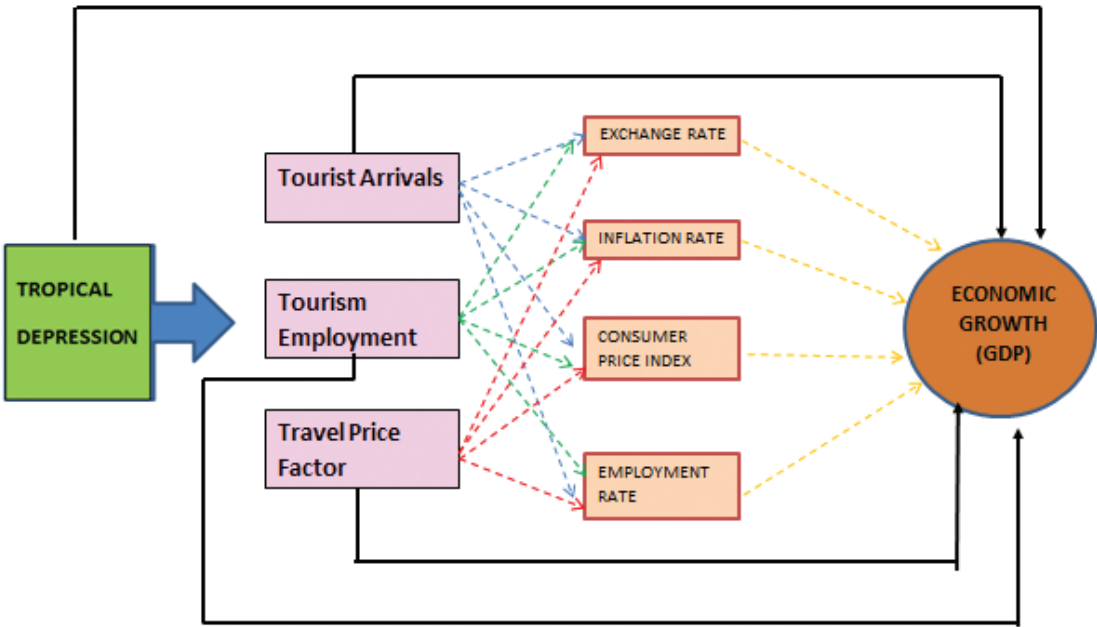 TROPICAL
DEPRESSION
Tourist Arrivals
Tourism
Employment
Travel Price
Factor
EXCHANGE RATE
INFLATION RATE
CONSUMER
PRICE INDEX
EMPLOYMENT
RATE
ECONOMIC
GROWTH
(GDP)